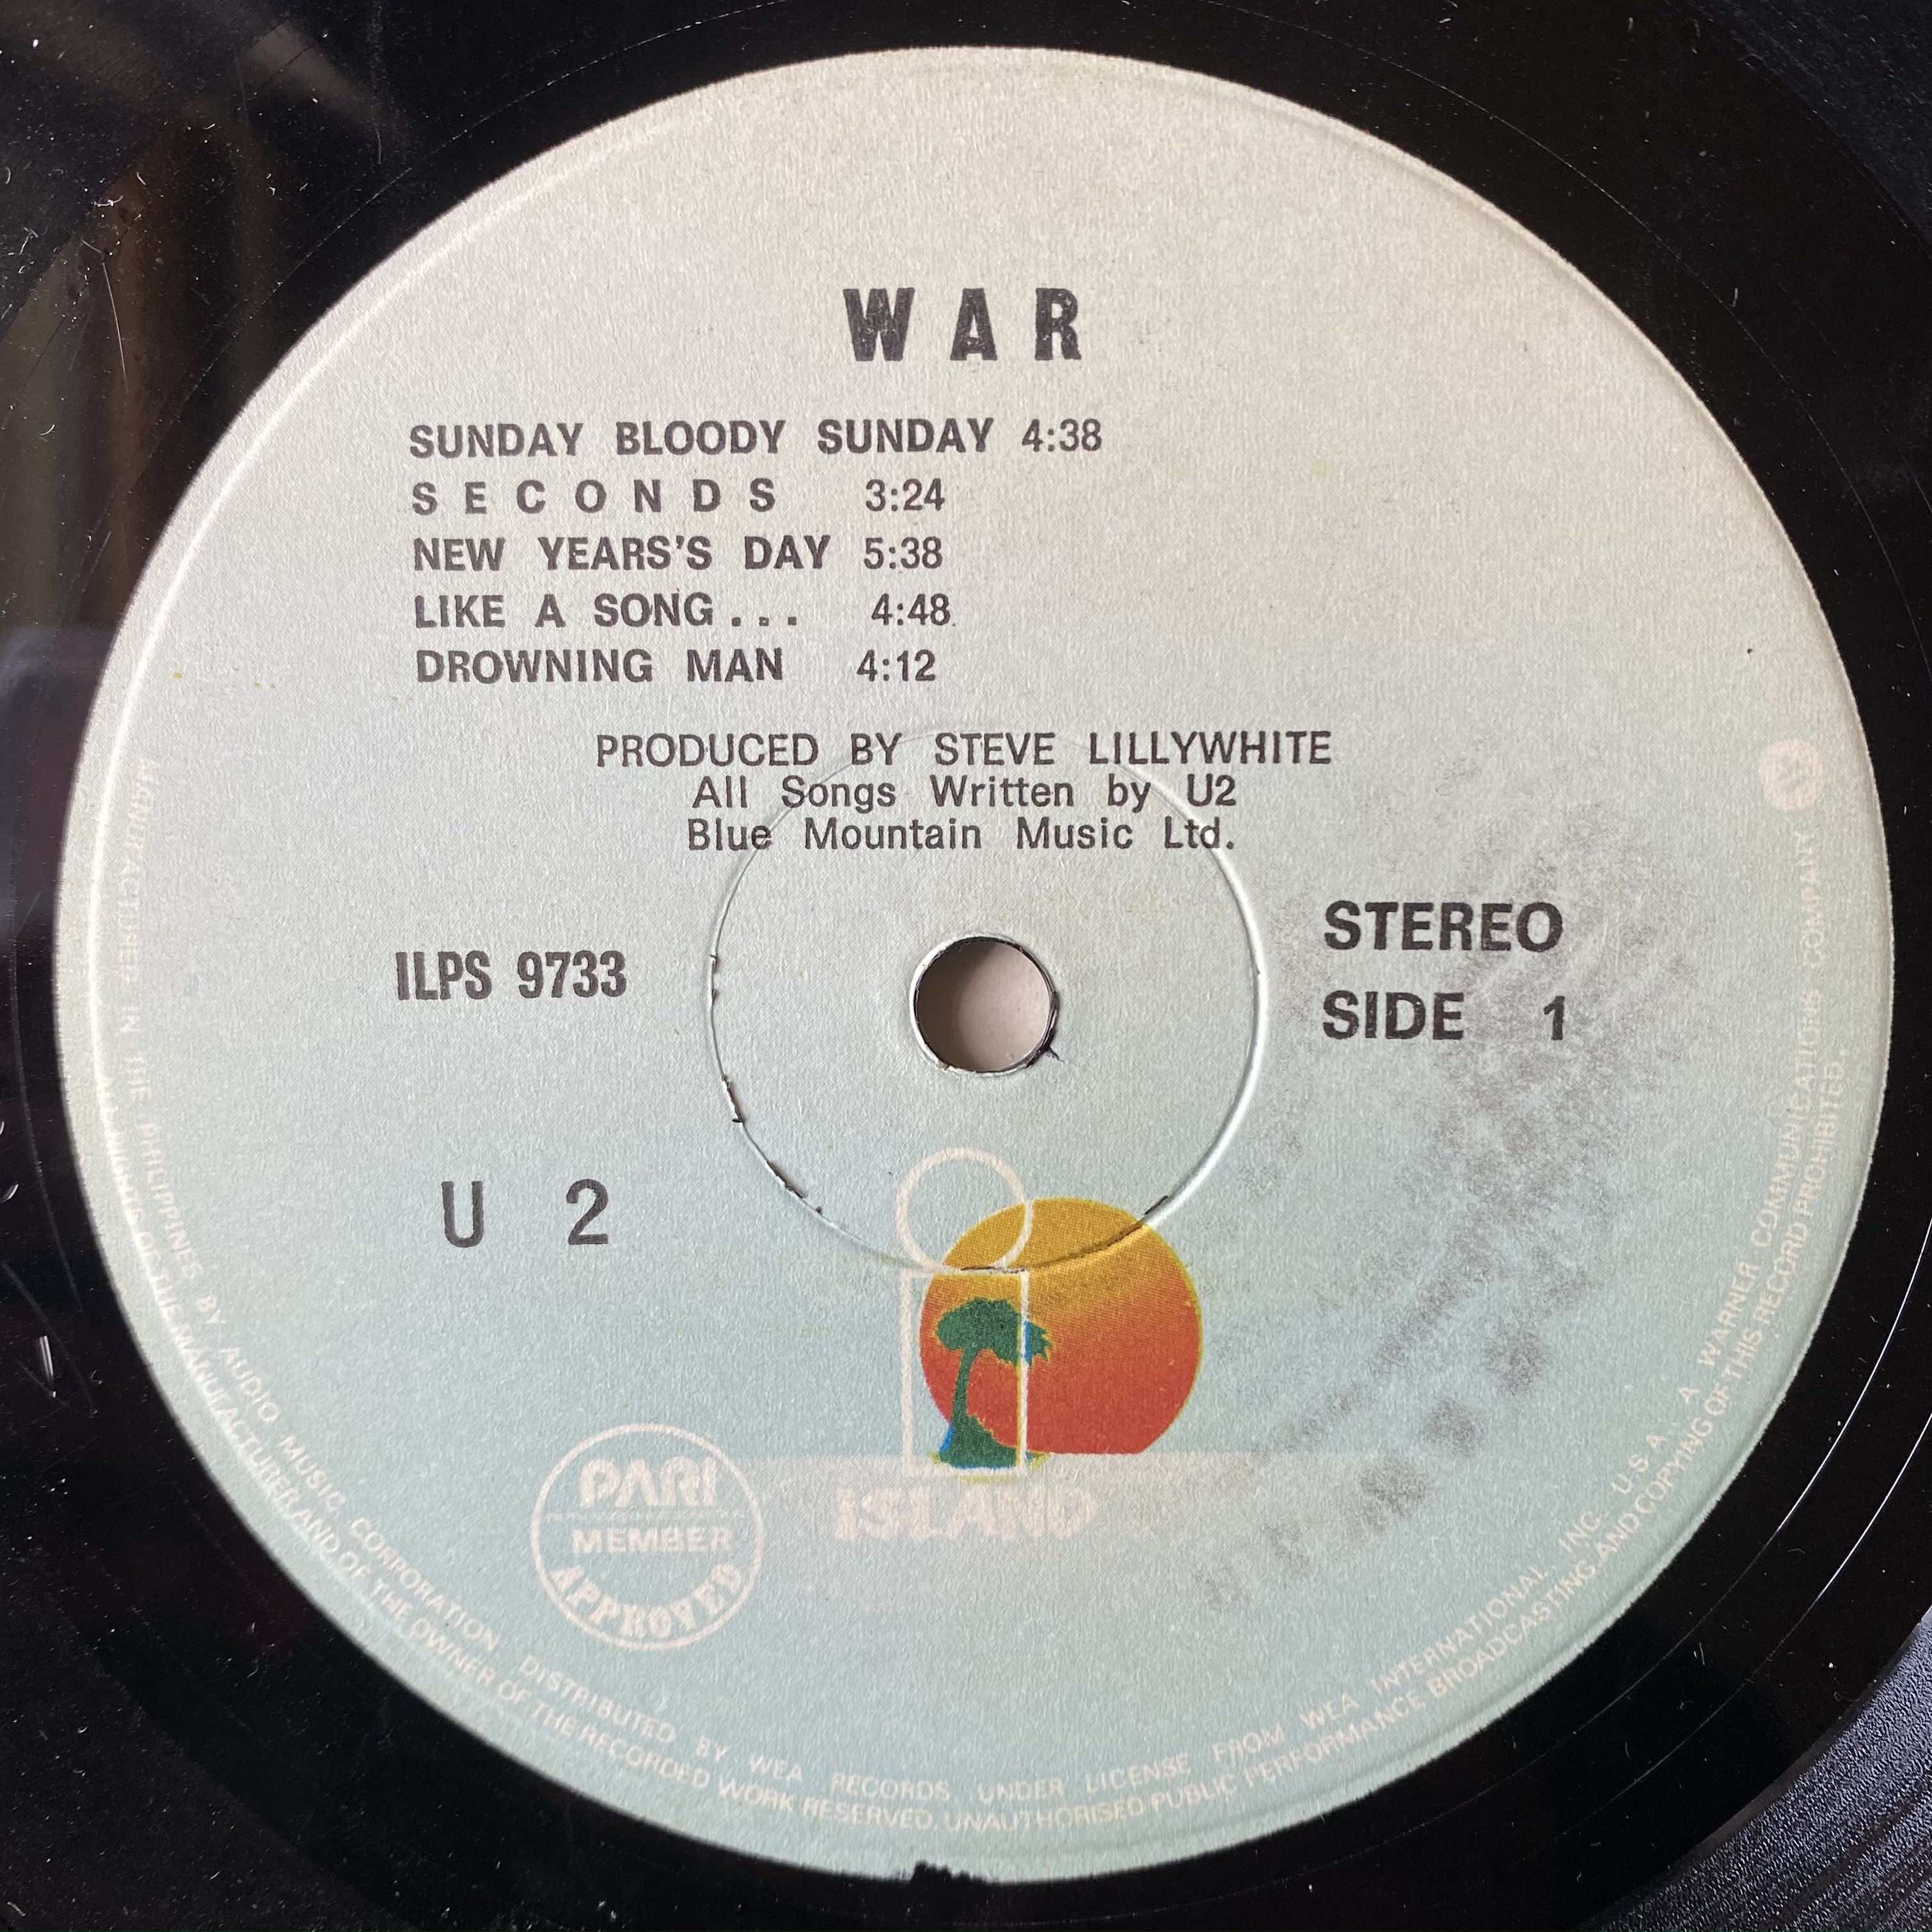 WAR
SUNDAY BLOODY SUNDAY 4:38
SECONDS 3:24
NEW YEARS'S DAY 5:38
LIKE A SONG... 4:48
DROWNING MAN 4:12
PRODUCED BY STEVE LILLYWHITE
All Songs Written by U2
Blue Mountain Music Ltd.
ILPS 9733
STEREO
SIDE 1
U 2
PARI
MEMBER
APPROVED
ISLAND
MANUFACTURED IN THE PHILIPPINES BY AUDIO MUSIC CORPORATION DISTRIBUTED BY WEA RECORDS UNDER LICENSE FROM WEA INTERNATIONAL INC. U.S.A. A WARNER COMMUNICATIONS COMPANY
ALL RIGHTS OF THE MANUFACTURER AND OF THE OWNER OF THE RECORDED WORK RESERVED. UNAUTHORISED PUBLIC PERFORMANCE BROADCASTING AND COPYING OF THIS RECORD PROHIBITED.